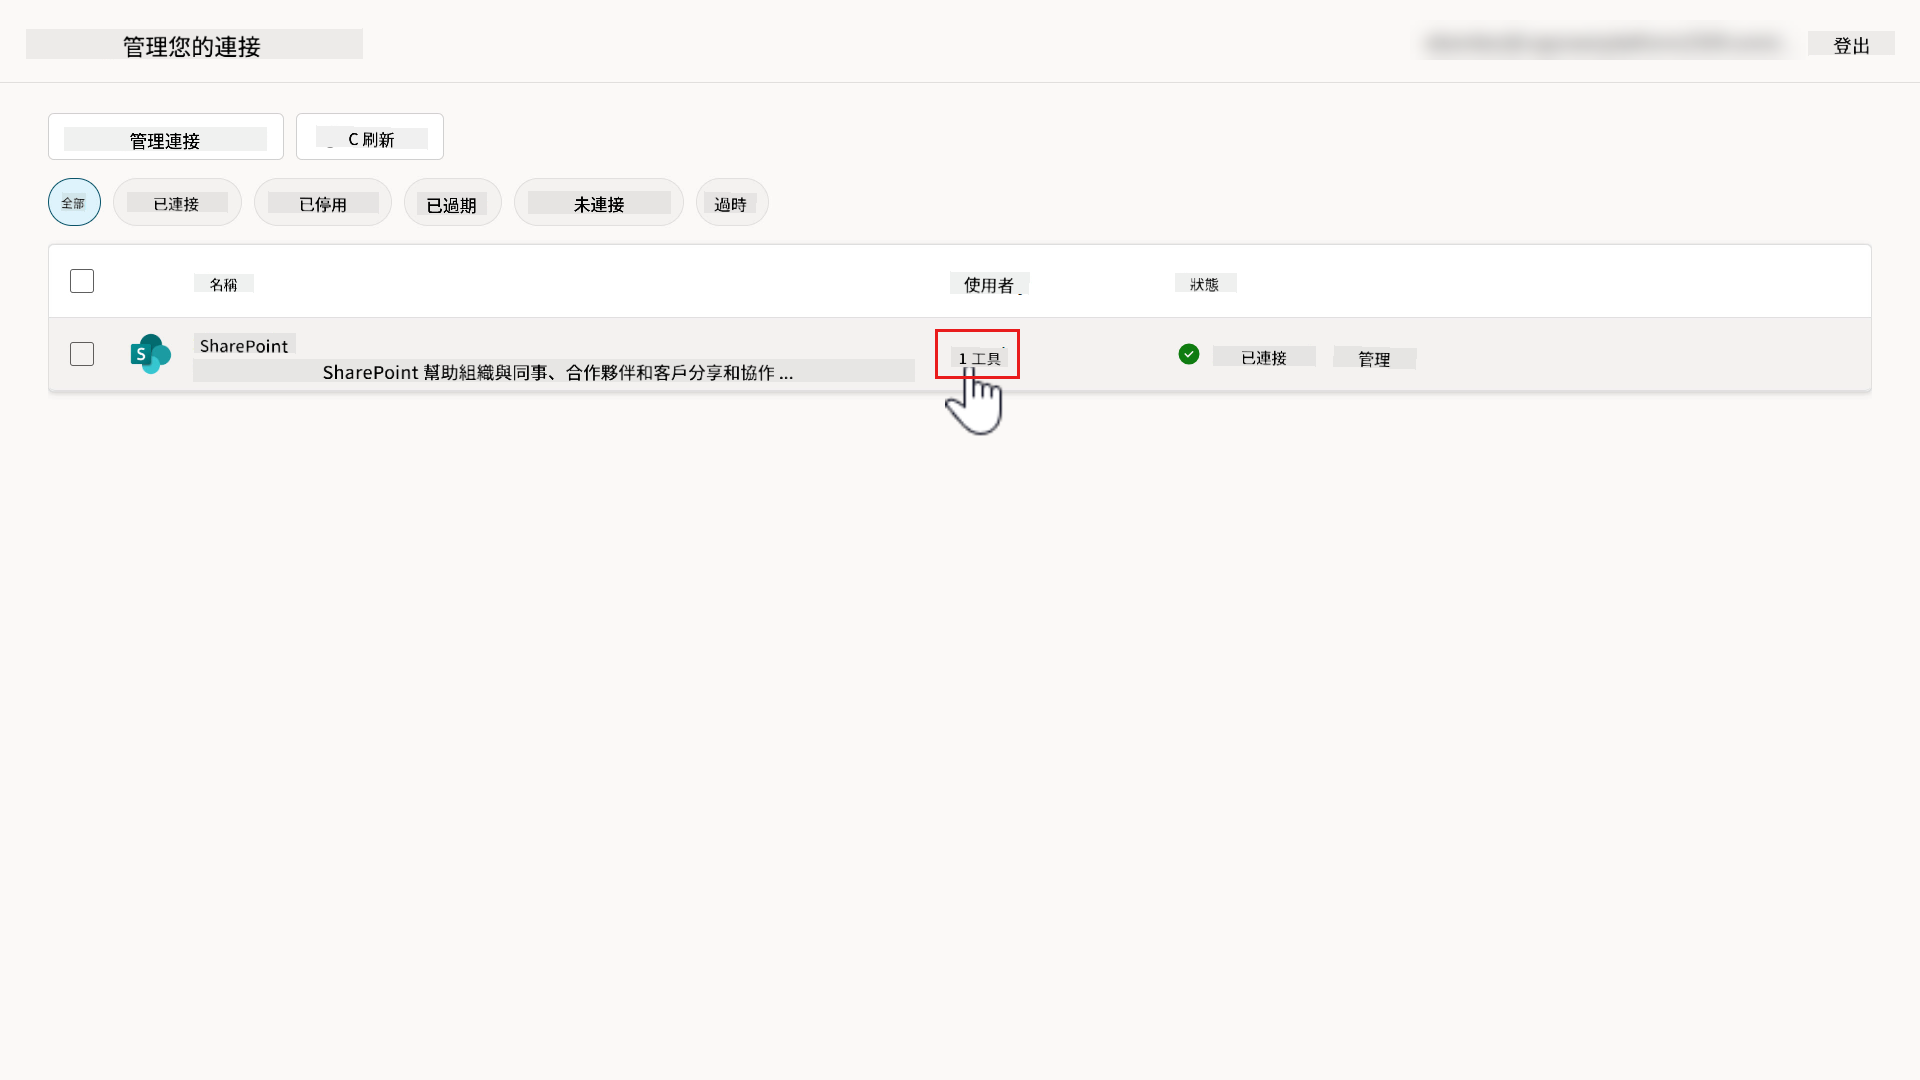 管理您的連接
登出
管理連接
C 刷新
全部
已連接
已停用
已過期
未連接
過時
名稱
使用者
狀態
S
SharePoint
SharePoint 幫助組織與同事、合作夥伴和客戶分享和協作 ...
1 工具
已連接
管理